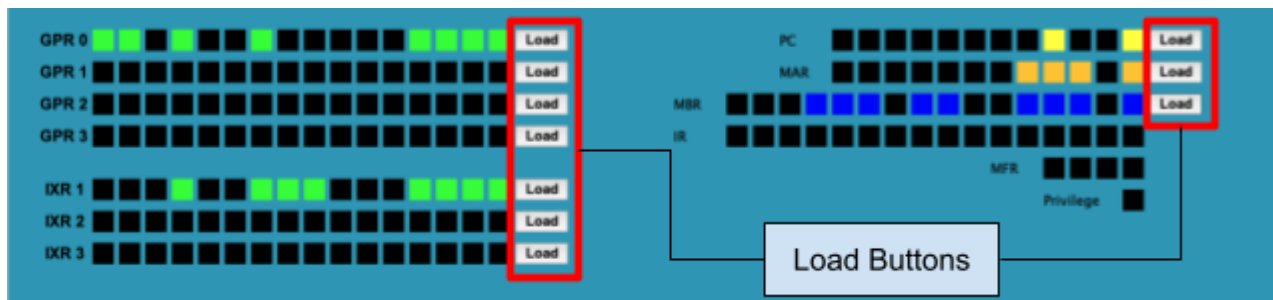 GPR 0 Load
GPR 1 Load
GPR 2 Load
GPR 3 Load
IXR 1 Load
IXR 2 Load
IXR 3 Load
PC Load
MAR Load
MBR Load
IR
MFR
Privilege
Load Buttons